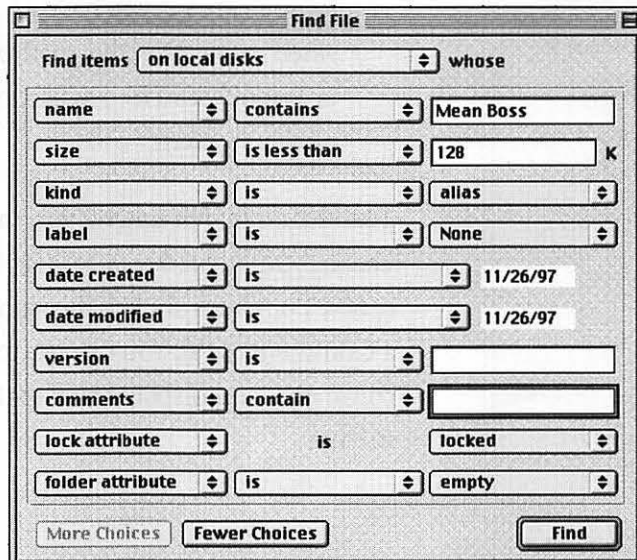 Find File
Find items on local disks whose
name contains Mean Boss
size is less than 128 K
kind is alias
label is None
date created is 11/26/97
date modified is 11/26/97
version is
comments contain
lock attribute is locked
folder attribute is empty
More Choices Fewer Choices Find